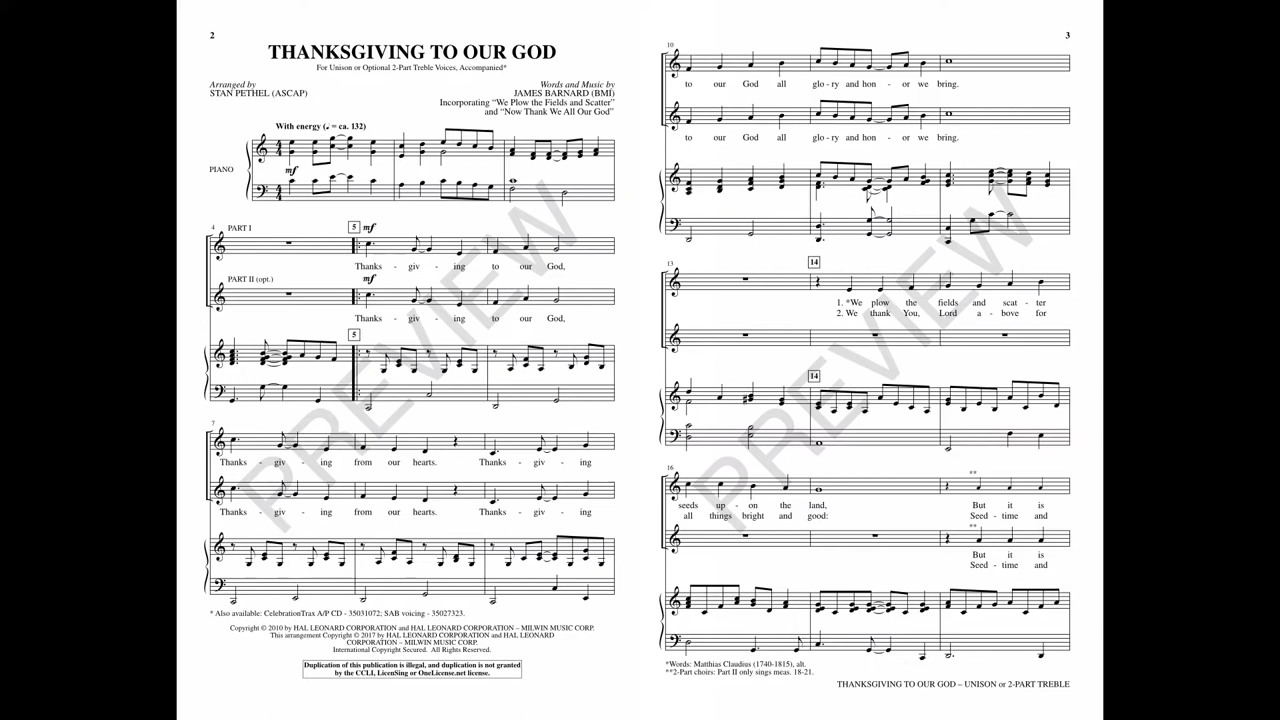 2
THANKSGIVING TO OUR GOD
For Unison or Optional 2-Part Treble Voices, Accompanied*
Arranged by
STAN PETHEL (ASCAP)
Words and Music by
JAMES BARNARD (BMI)
Incorporating “We Plow the Fields and Scatter”
and “Now Thank We All Our God”
With energy (♩ = ca. 132)
PIANO
mf
4
PART I
5
mf
Thanks - giv - ing to our God,
PART II (opt.)
mf
Thanks - giv - ing to our God,
5
7
Thanks - giv - ing from our hearts. Thanks - giv - ing
Thanks - giv - ing from our hearts. Thanks - giv - ing
* Also available: CelebrationTrax A/P CD - 35031072; SAB voicing - 35027323.
Copyright © 2010 by HAL LEONARD CORPORATION and HAL LEONARD CORPORATION – MILWIN MUSIC CORP.
This arrangement Copyright © 2017 by HAL LEONARD CORPORATION and HAL LEONARD
CORPORATION – MILWIN MUSIC CORP.
International Copyright Secured. All Rights Reserved.
Duplication of this publication is illegal, and duplication is not granted
by the CCLI, LicenSing or OneLicense.net license.
PREVIEW
3
10
to our God all glo - ry and hon - or we bring.
to our God all glo - ry and hon - or we bring.
13
14
1. *We plow the fields and scat - ter
2. We thank You, Lord a - bove for
14
16
**
seeds up - on the land, But it is
all things bright and good: Seed - time and
**
But it is
Seed - time and
*Words: Matthias Claudius (1740-1815), alt.
**2-Part choirs: Part II only sings meas. 18-21.
THANKSGIVING TO OUR GOD – UNISON or 2-PART TREBLE
PREVIEW